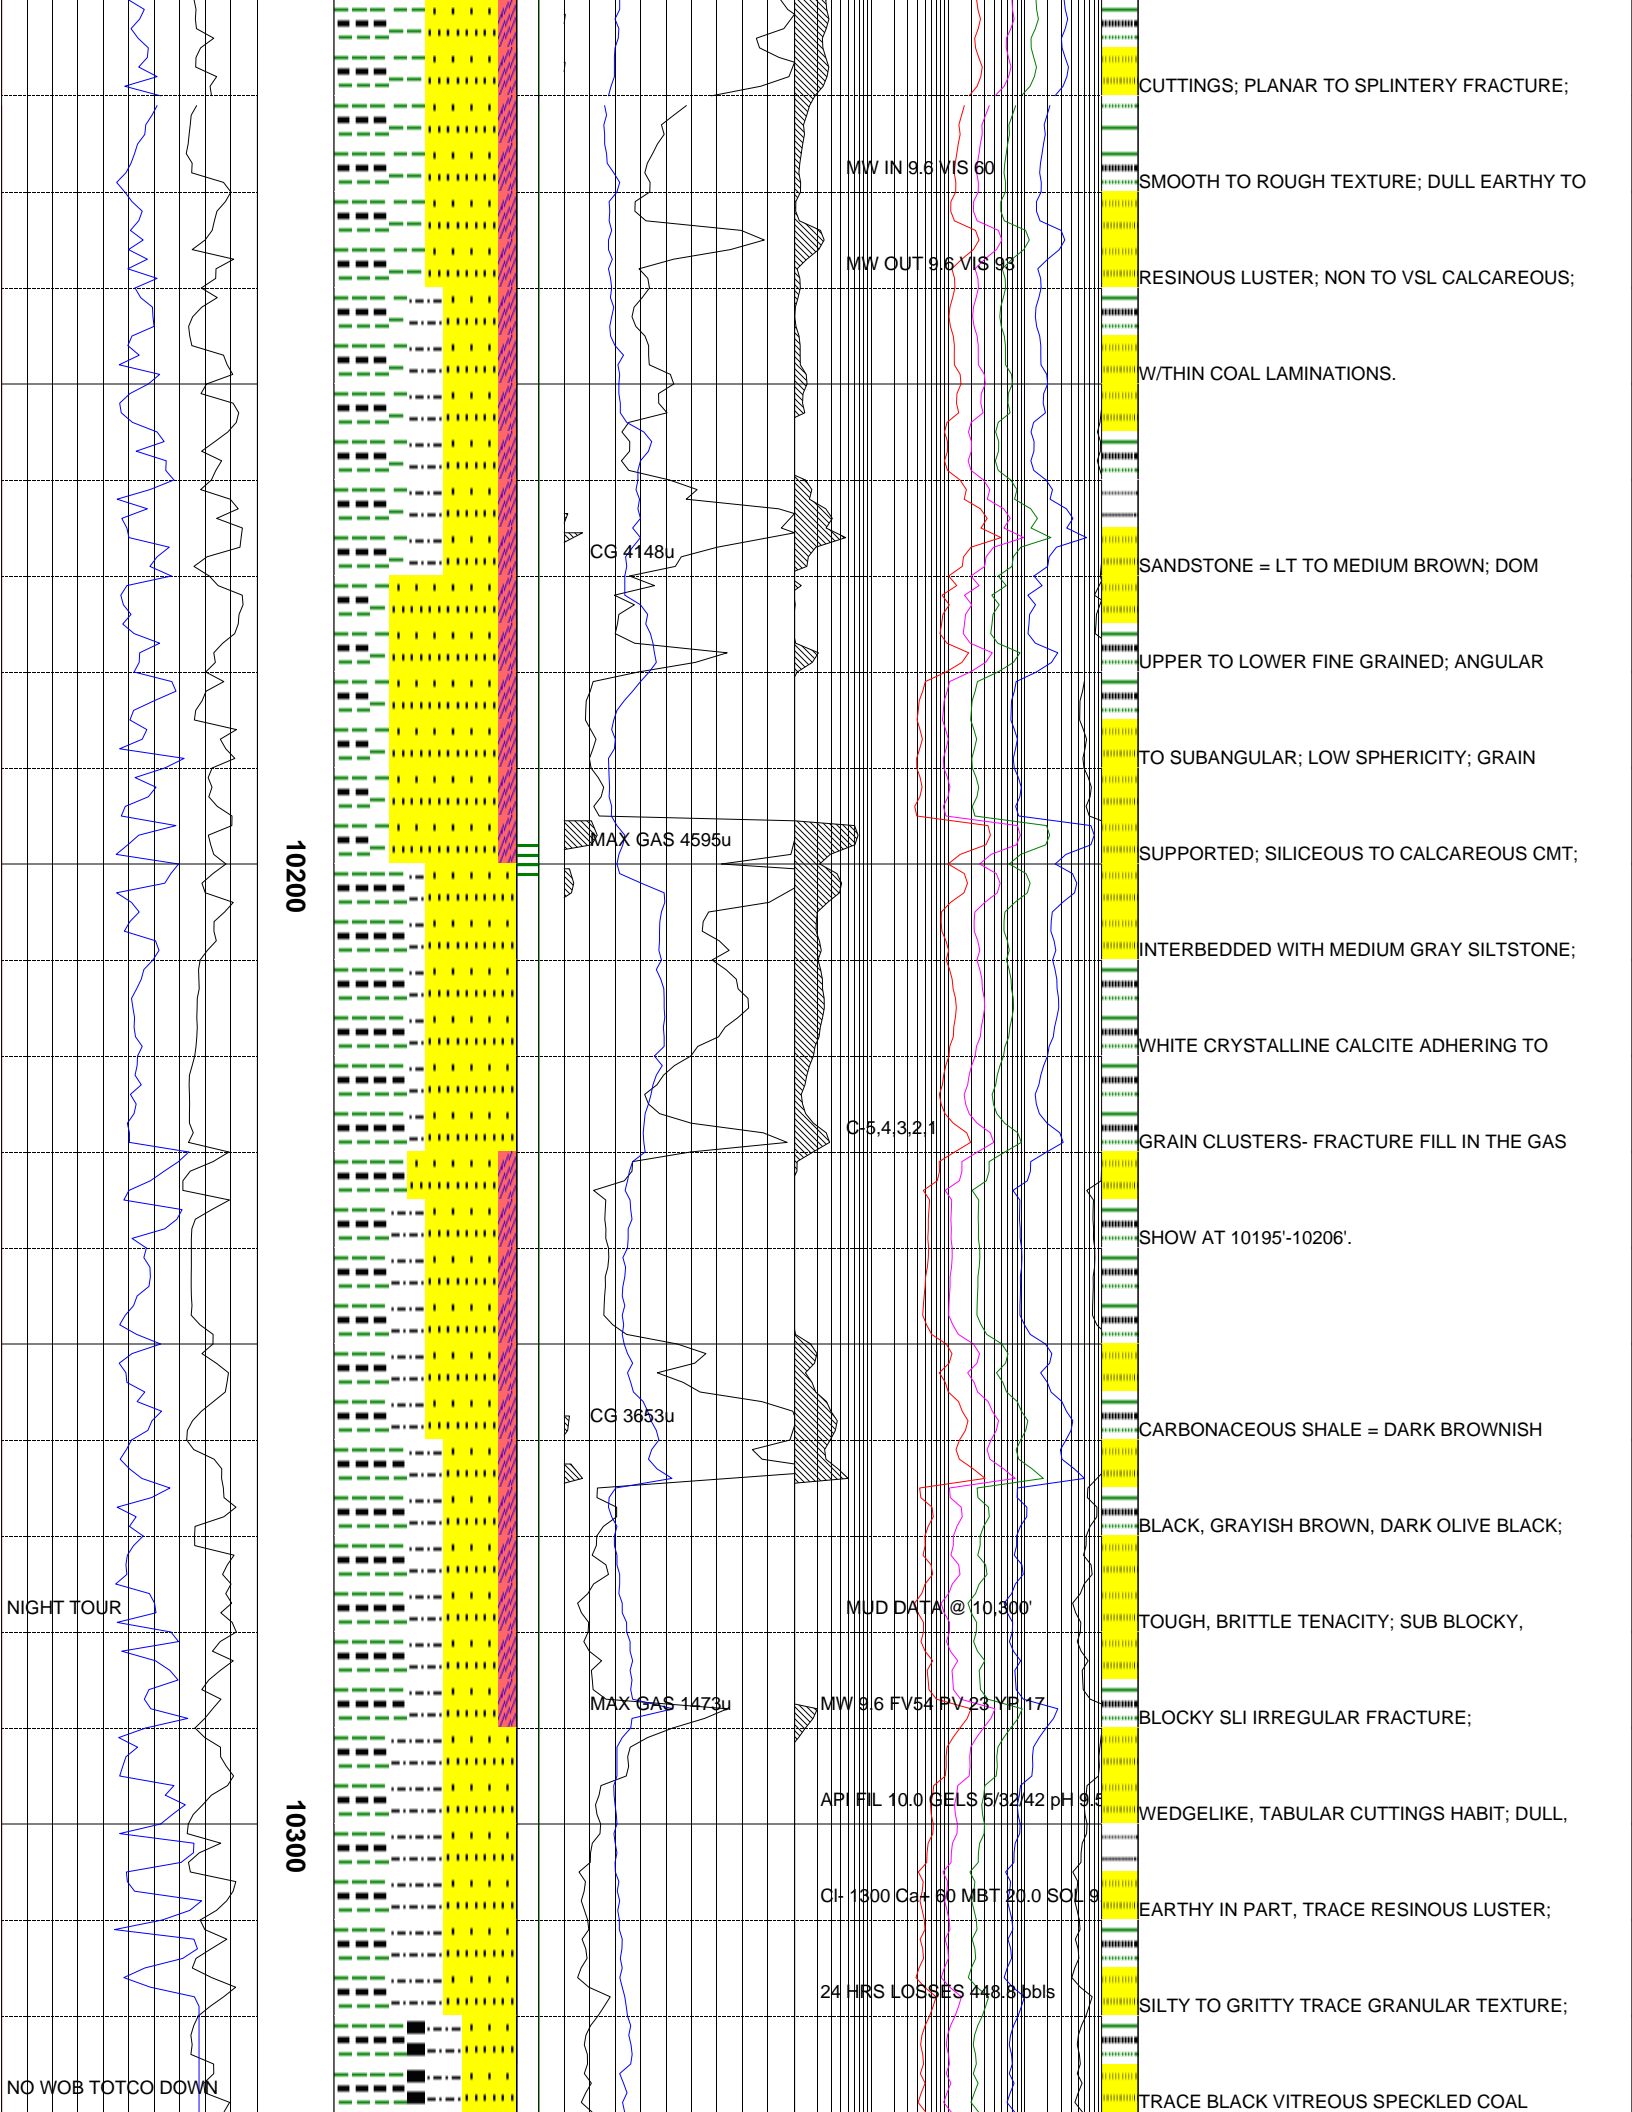 CUTTINGS; PLANAR TO SPLINTERY FRACTURE;
MW IN 9.6 VIS 60
SMOOTH TO ROUGH TEXTURE; DULL EARTHY TO
MW OUT 9.6 VIS 93
RESINOUS LUSTER; NON TO VSL CALCAREOUS;
W/THIN COAL LAMINATIONS.
CG 4148u
SANDSTONE = LT TO MEDIUM BROWN; DOM
UPPER TO LOWER FINE GRAINED; ANGULAR
TO SUBANGULAR; LOW SPHERICITY; GRAIN
MAX GAS 4595u
SUPPORTED; SILICEOUS TO CALCAREOUS CMT;
10200
INTERBEDDED WITH MEDIUM GRAY SILTSTONE;
WHITE CRYSTALLINE CALCITE ADHERING TO
C-5,4,3,2,1
GRAIN CLUSTERS- FRACTURE FILL IN THE GAS
SHOW AT 10195'-10206'.
CG 3653u
CARBONACEOUS SHALE = DARK BROWNISH
BLACK, GRAYISH BROWN, DARK OLIVE BLACK;
NIGHT TOUR
MUD DATA @ 10,300'
TOUGH, BRITTLE TENACITY; SUB BLOCKY,
MAX GAS 1473u
MW 9.6 FV54 PV 23 YP 17
BLOCKY SLI IRREGULAR FRACTURE;
API FIL 10.0 GELS 5/32/42 pH 9.5
WEDGELIKE, TABULAR CUTTINGS HABIT; DULL,
10300
Cl- 1300 Ca+ 60 MBT 20.0 SOL 9
EARTHY IN PART, TRACE RESINOUS LUSTER;
24 HRS LOSSES 448.8 bbls
SILTY TO GRITTY TRACE GRANULAR TEXTURE;
NO WOB TOTCO DOWN
TRACE BLACK VITREOUS SPECKLED COAL